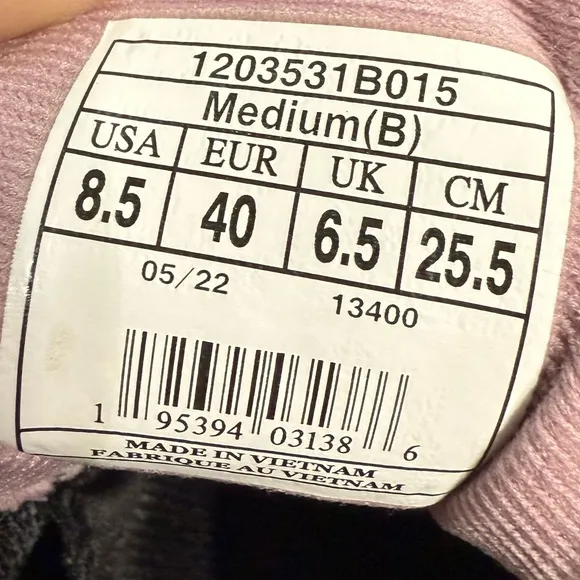 1203531B015
Medium(B)
USA EUR UK CM
8.5 40 6.5 25.5
05/22 13400
1 95394 03138 6
MADE IN VIETNAM
FABRIQUE AU VIETNAM